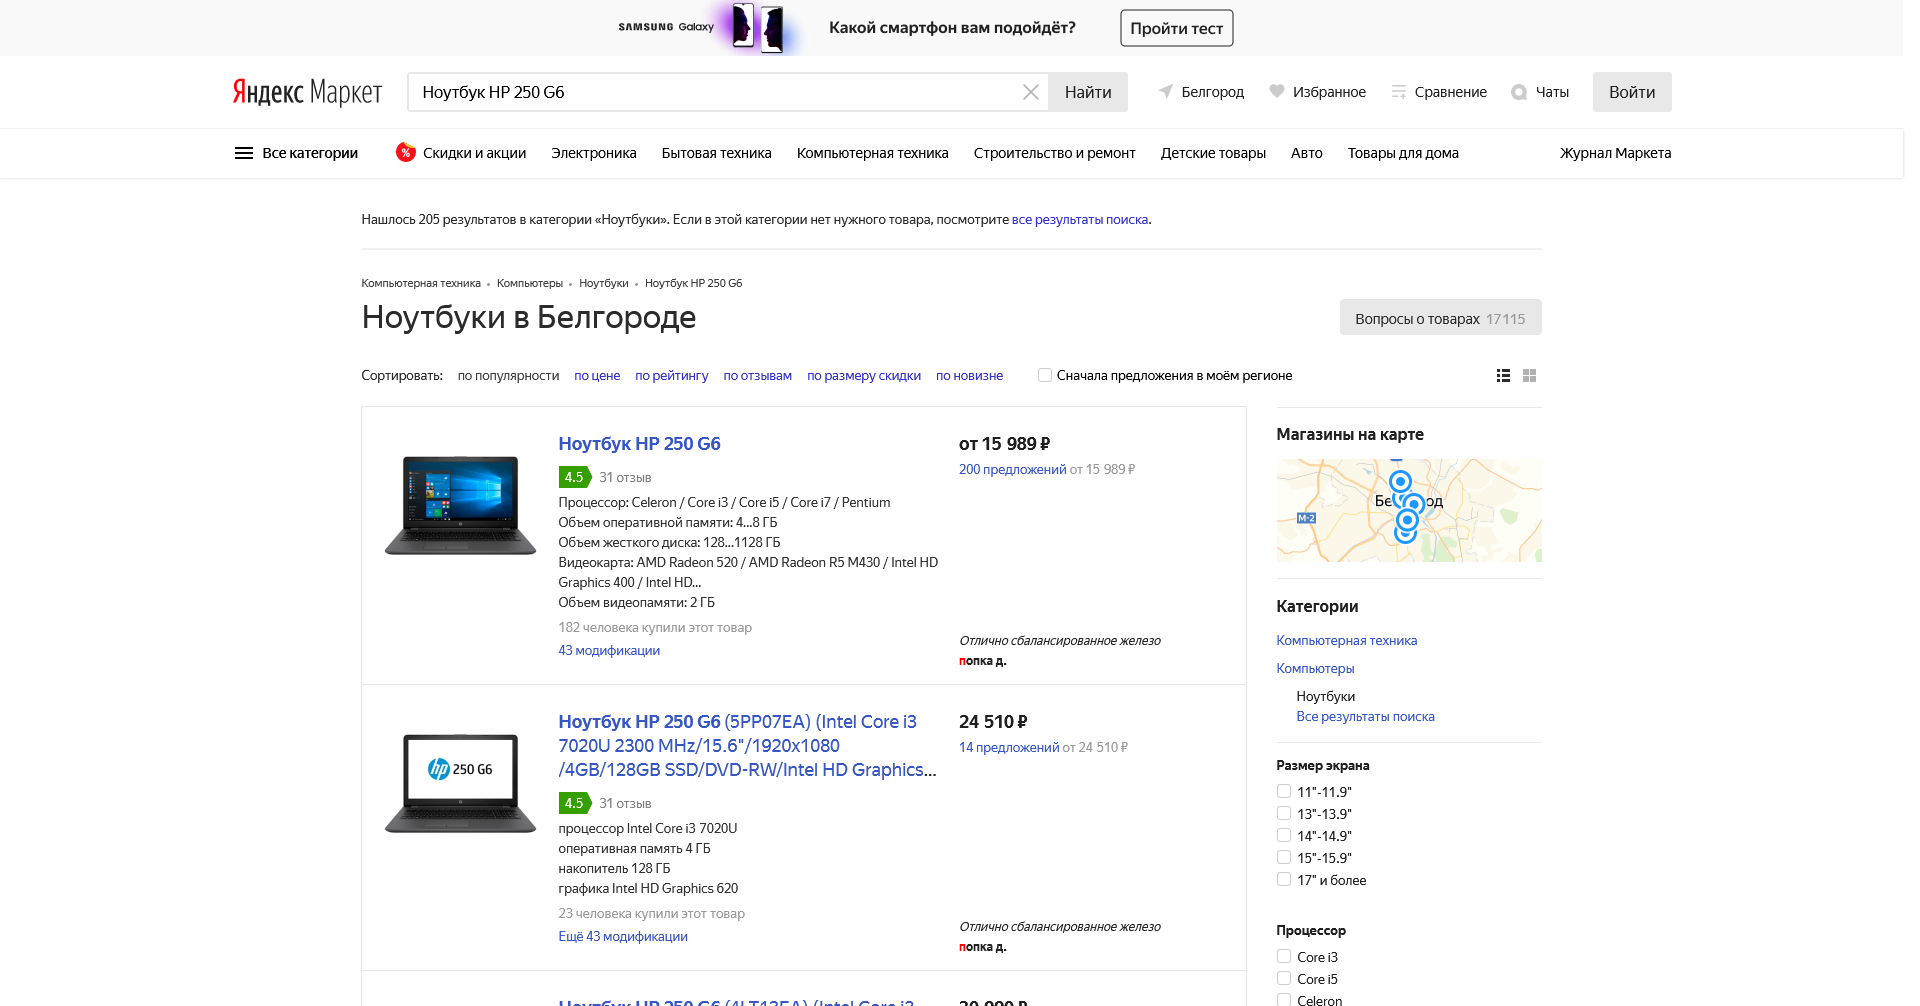 SAMSUNG Galaxy
Какой смартфон вам подойдёт?
Пройти тест
Яндекс Маркет
Ноутбук HP 250 G6
Найти
Белгород
Избранное
Сравнение
Чаты
Войти
Все категории
%
Скидки и акции
Электроника
Бытовая техника
Компьютерная техника
Строительство и ремонт
Детские товары
Авто
Товары для дома
Журнал Маркета
Нашлось 205 результатов в категории «Ноутбуки». Если в этой категории нет нужного товара, посмотрите все результаты поиска.
Компьютерная техника • Компьютеры • Ноутбуки • Ноутбук HP 250 G6
Ноутбуки в Белгороде
Вопросы о товарах 17115
Сортировать: по популярности по цене по рейтингу по отзывам по размеру скидки по новизне
Сначала предложения в моём регионе
Ноутбук HP 250 G6
4.5 31 отзыв
Процессор: Celeron / Core i3 / Core i5 / Core i7 / Pentium
Объем оперативной памяти: 4...8 ГБ
Объем жесткого диска: 128...1128 ГБ
Видеокарта: AMD Radeon 520 / AMD Radeon R5 M430 / Intel HD
Graphics 400 / Intel HD...
Объем видеопамяти: 2 ГБ
182 человека купили этот товар
43 модификации
от 15 989 ₽
200 предложений от 15 989 ₽
Отлично сбалансированное железо
попка д.
hp 250 G6
Ноутбук HP 250 G6 (5PP07EA) (Intel Core i3
7020U 2300 MHz/15.6"/1920x1080
/4GB/128GB SSD/DVD-RW/Intel HD Graphics...
4.5 31 отзыв
процессор Intel Core i3 7020U
оперативная память 4 ГБ
накопитель 128 ГБ
графика Intel HD Graphics 620
23 человека купили этот товар
Ещё 43 модификации
24 510 ₽
14 предложений от 24 510 ₽
Отлично сбалансированное железо
попка д.
Ноутбук HP 250 G6 (4LT13EA) (Intel Core i3
Магазины на карте
М-2
Категории
Компьютерная техника
Компьютеры
Ноутбуки
Все результаты поиска
Размер экрана
11"-11.9"
13"-13.9"
14"-14.9"
15"-15.9"
17" и более
Процессор
Core i3
Core i5
Celeron